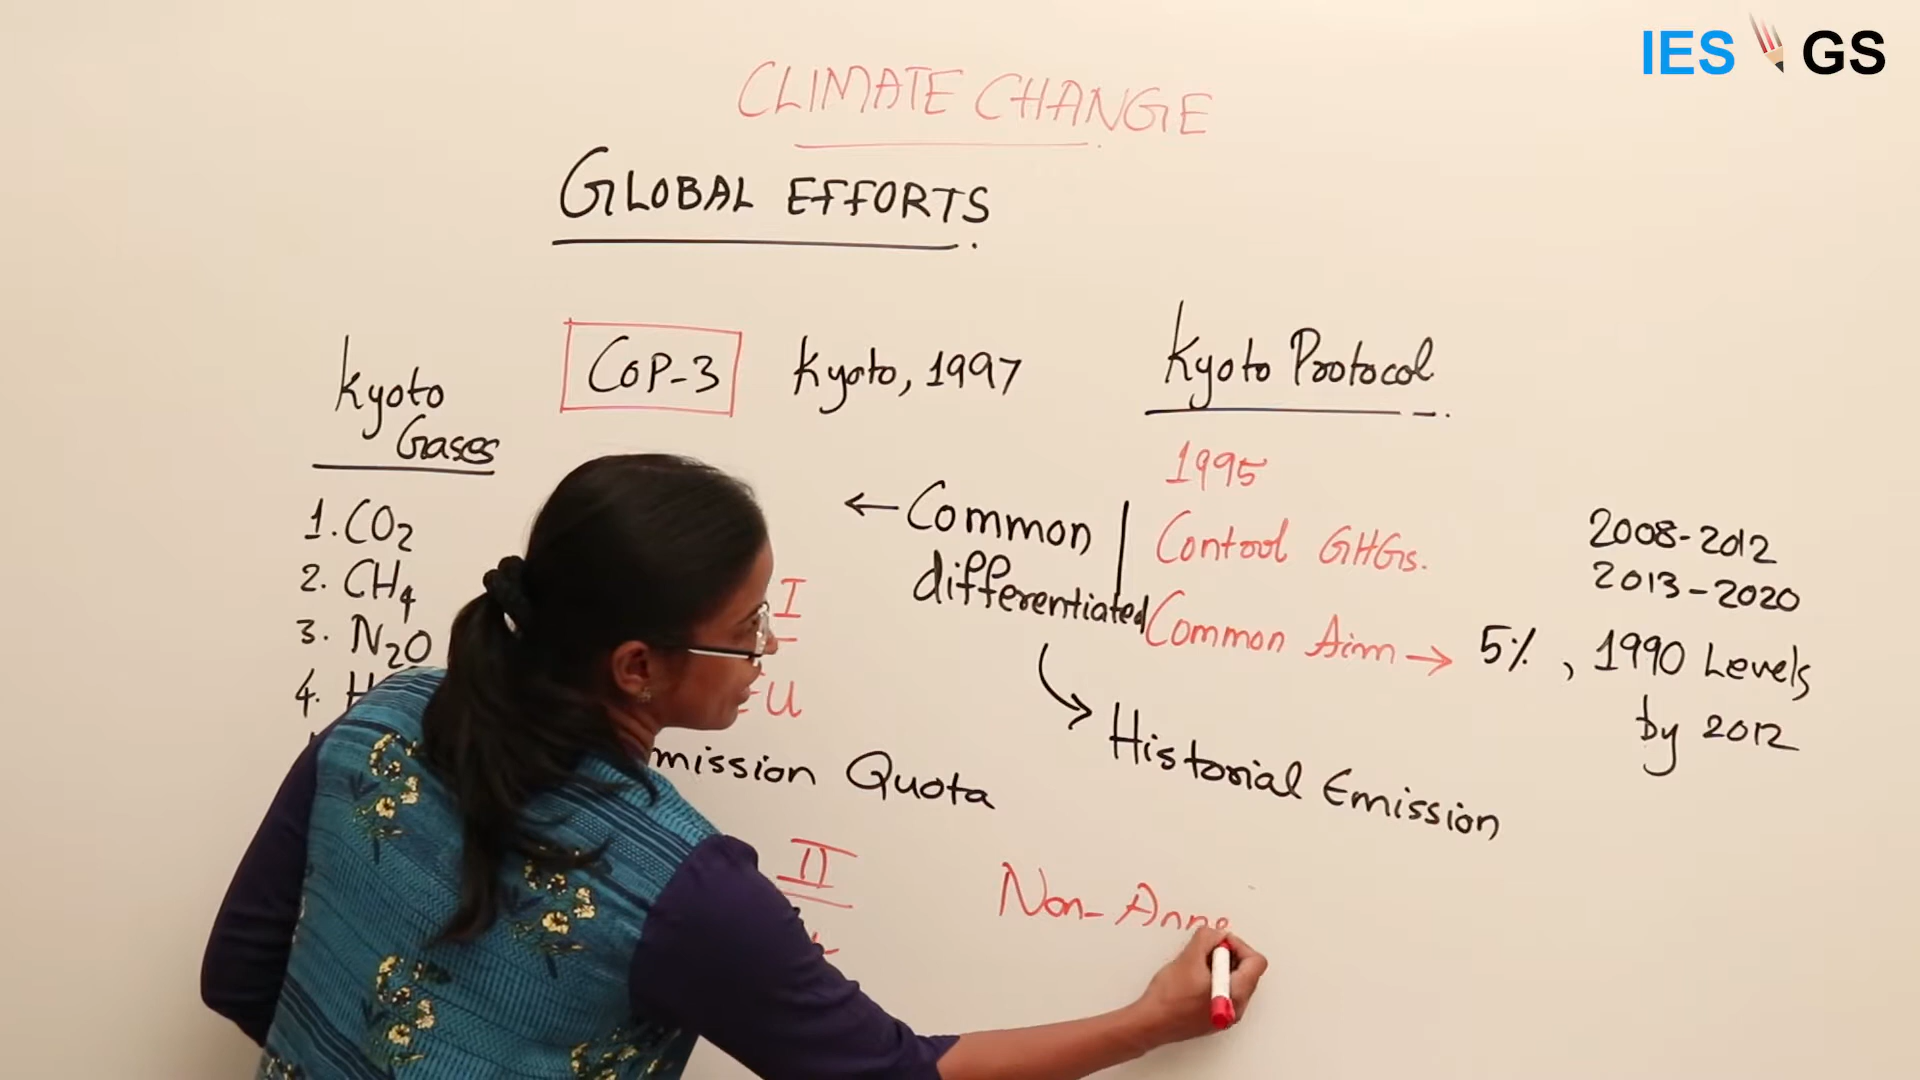 IES GS
CLIMATE CHANGE
GLOBAL EFFORTS
Kyoto
Gases
1. CO2
2. CH4
3. N2O
4. H
COP-3
Kyoto, 1997
Kyoto Protocol
1995
Control GHGs.
Common Aim → 5%, 1990 Levels
by 2012
2008-2012
2013-2020
← Common
differentiated
Historial Emission
I
EU
mission Quota
II
Non-Anne